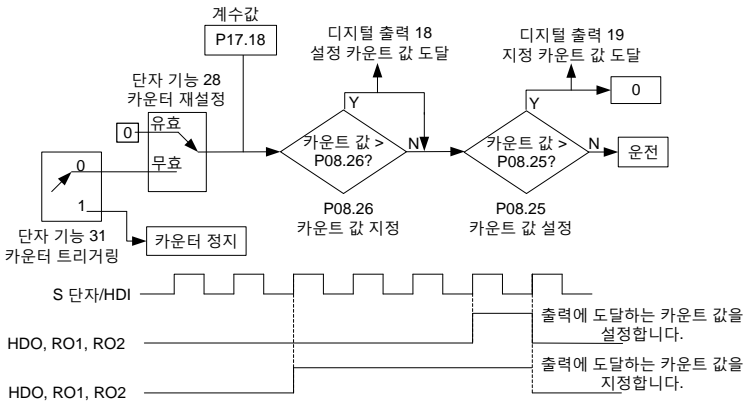 계수값
P17.18
디지털 출력 18
설정 카운트 값 도달
디지털 출력 19
지정 카운트 값 도달
단자 기능 28
카운터 재설정
0
유효
무효
Y
N
카운트 값 >
P08.26?
Y
0
카운트 값 >
P08.25?
N
운전
0
1
P08.26
카운트 값 지정
P08.25
카운트 값 설정
단자 기능 31
카운터 트리거링
카운터 정지
S 단자/HDI
HDO, RO1, RO2
출력에 도달하는 카운트 값을
설정합니다.
HDO, RO1, RO2
출력에 도달하는 카운트 값을
지정합니다.